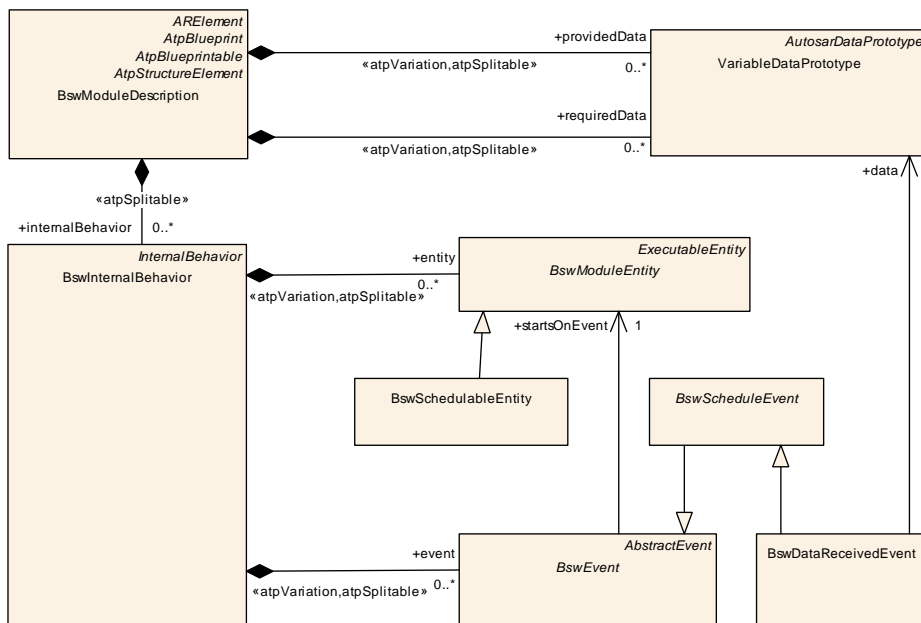 ARElement
AtpBlueprint
AtpBlueprintable
AtpStructureElement
BswModuleDescription
+providedData
«atpVariation,atpSplitable»
0..*
AutosarDataPrototype
VariableDataPrototype
+requiredData
«atpVariation,atpSplitable»
0..*
+data
«atpSplitable»
+internalBehavior
0..*
InternalBehavior
BswInternalBehavior
+entity
0..*
«atpVariation,atpSplitable»
ExecutableEntity
BswModuleEntity
+startsOnEvent
1
BswSchedulableEntity
BswScheduleEvent
+event
0..*
«atpVariation,atpSplitable»
AbstractEvent
BswEvent
BswDataReceivedEvent